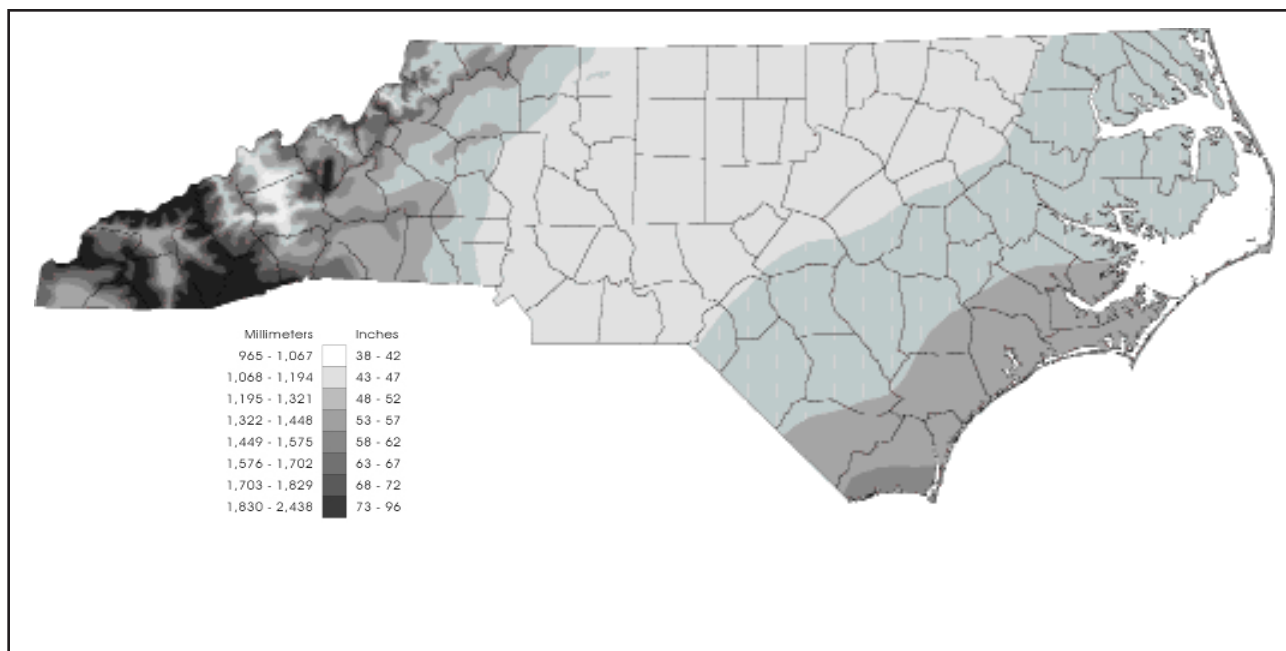 Millimeters Inches
965 - 1,067 38 - 42
1,068 - 1,194 43 - 47
1,195 - 1,321 48 - 52
1,322 - 1,448 53 - 57
1,449 - 1,575 58 - 62
1,576 - 1,702 63 - 67
1,703 - 1,829 68 - 72
1,830 - 2,438 73 - 96